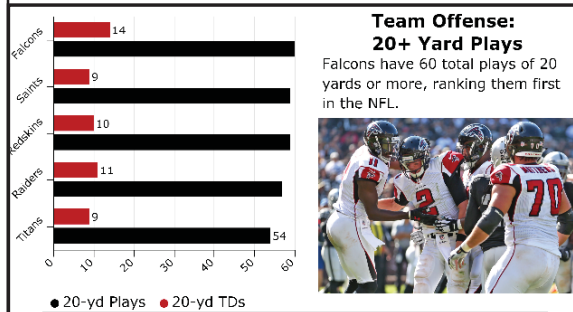 Team Offense:
20+ Yard Plays
Falcons have 60 total plays of 20
yards or more, ranking them first
in the NFL.
Falcons
14
Saints
9
Redskins
10
Raiders
11
Titans
9
54
0 10 20 30 40 50 60
20-yd Plays 20-yd TDs
2
70